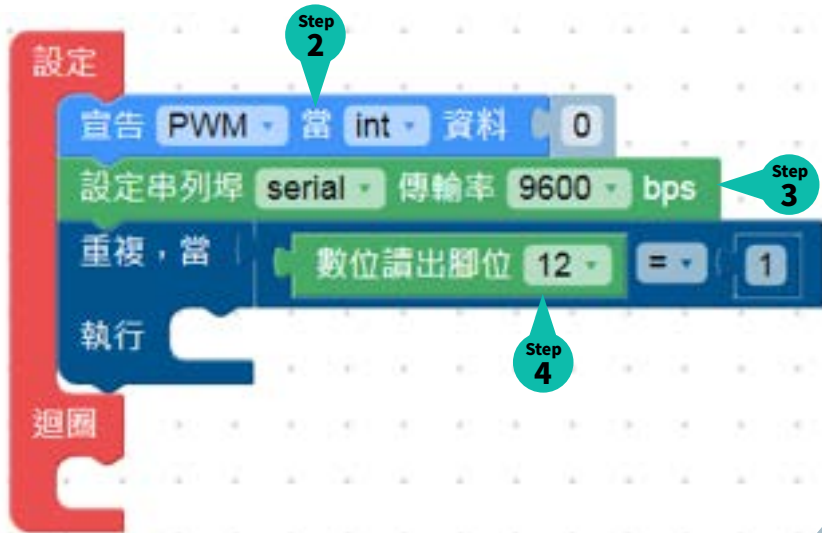 Step
2
設定
宣告 PWM 當 int 資料 0
設定串列埠 serial 傳輸率 9600 bps
Step
3
重複，當 數位讀出腳位 12 = 1
執行
Step
4
迴圈